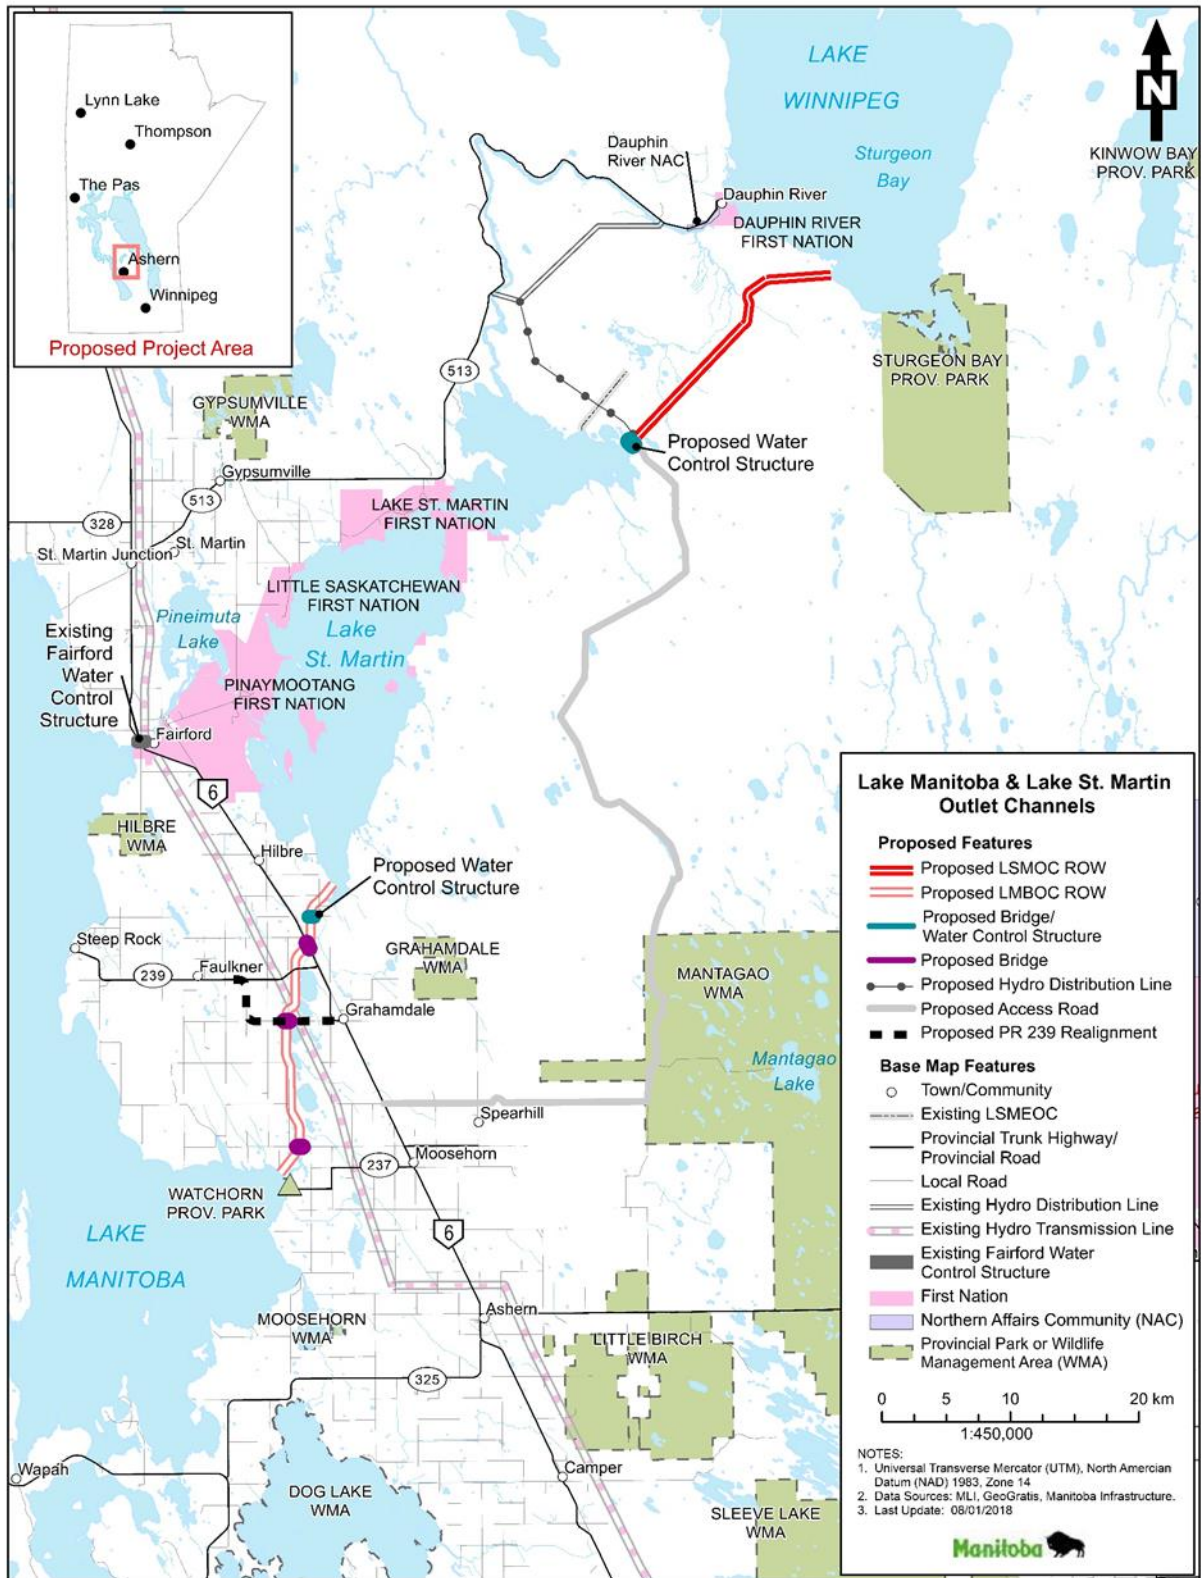 Lynn Lake
Thompson
The Pas
Ashern
Winnipeg
Proposed Project Area
LAKE
WINNIPEG
Sturgeon
Bay
N
KINWOW BAY
PROV. PARK
Dauphin
River NAC
Dauphin River
DAUPHIN RIVER
FIRST NATION
STURGEON BAY
PROV. PARK
513
GYPSUMVILLE
WMA
Proposed Water
Control Structure
Gypsumville
513
LAKE ST. MARTIN
FIRST NATION
328
St. Martin
St. Martin Junction
LITTLE SASKATCHEWAN
FIRST NATION
Pineimuta
Lake
Lake
St. Martin
Existing
Fairford
Water
Control
Structure
PINAYMOOTANG
FIRST NATION
Fairford
6
HILBRE
WMA
Hilbre
Proposed Water
Control Structure
Steep Rock
239
Faulkner
GRAHAMDALE
WMA
MANTAGAO
WMA
Grahamdale
Mantagao
Lake
Spearhill
Moosehorn
237
WATCHORN
PROV. PARK
6
LAKE
MANITOBA
Ashern
MOOSEHORN
WMA
LITTLE BIRCH
WMA
325
Wapah
DOG LAKE
WMA
Camper
SLEEVE LAKE
WMA
Lake Manitoba & Lake St. Martin
Outlet Channels
Proposed Features
Proposed LSMOC ROW
Proposed LMBOC ROW
Proposed Bridge/
Water Control Structure
Proposed Bridge
Proposed Hydro Distribution Line
Proposed Access Road
Proposed PR 239 Realignment
Base Map Features
Town/Community
Existing LSMEOC
Provincial Trunk Highway/
Provincial Road
Local Road
Existing Hydro Distribution Line
Existing Hydro Transmission Line
Existing Fairford Water
Control Structure
First Nation
Northern Affairs Community (NAC)
Provincial Park or Wildlife
Management Area (WMA)
0 5 10 20 km
1:450,000
NOTES:
1. Universal Transverse Mercator (UTM), North Amercian
Datum (NAD) 1983, Zone 14
2. Data Sources: MLI, GeoGratis, Manitoba Infrastructure.
3. Last Update: 08/01/2018
Manitoba